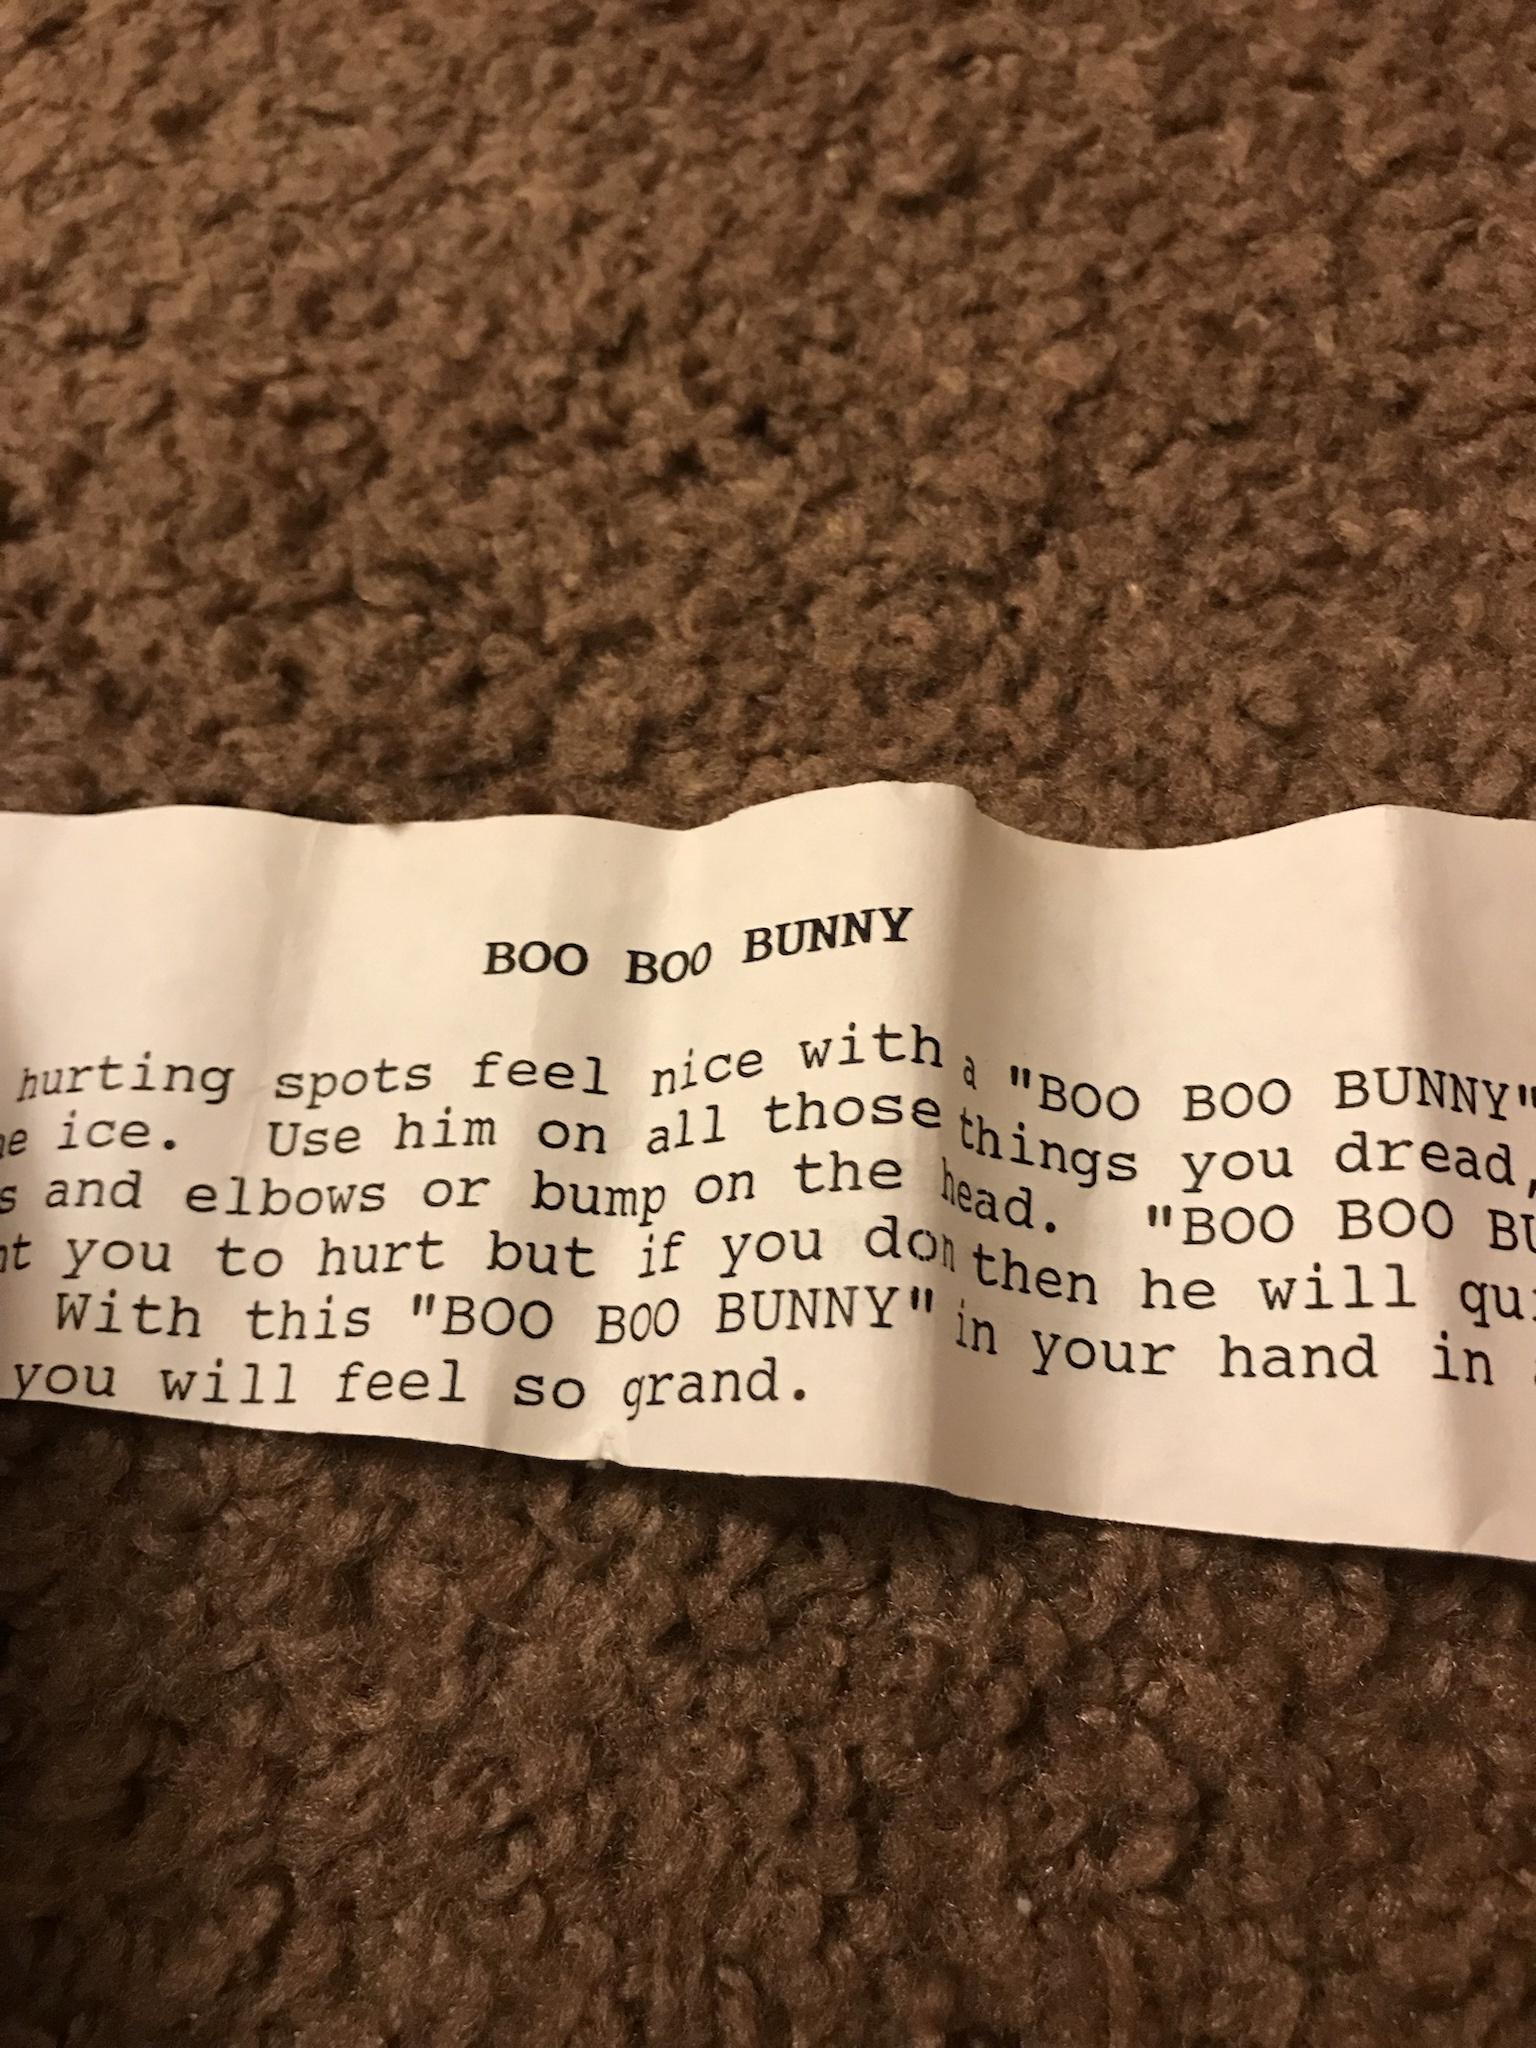 BOO BOO BUNNY
hurting spots feel nice with a "BOO BOO BUNNY"
ice. Use him on all those things you dread,
and elbows or bump on the head. "BOO BOO
you to hurt but if you do then he will
With this "BOO BOO BUNNY" in your hand in
you will feel so grand.